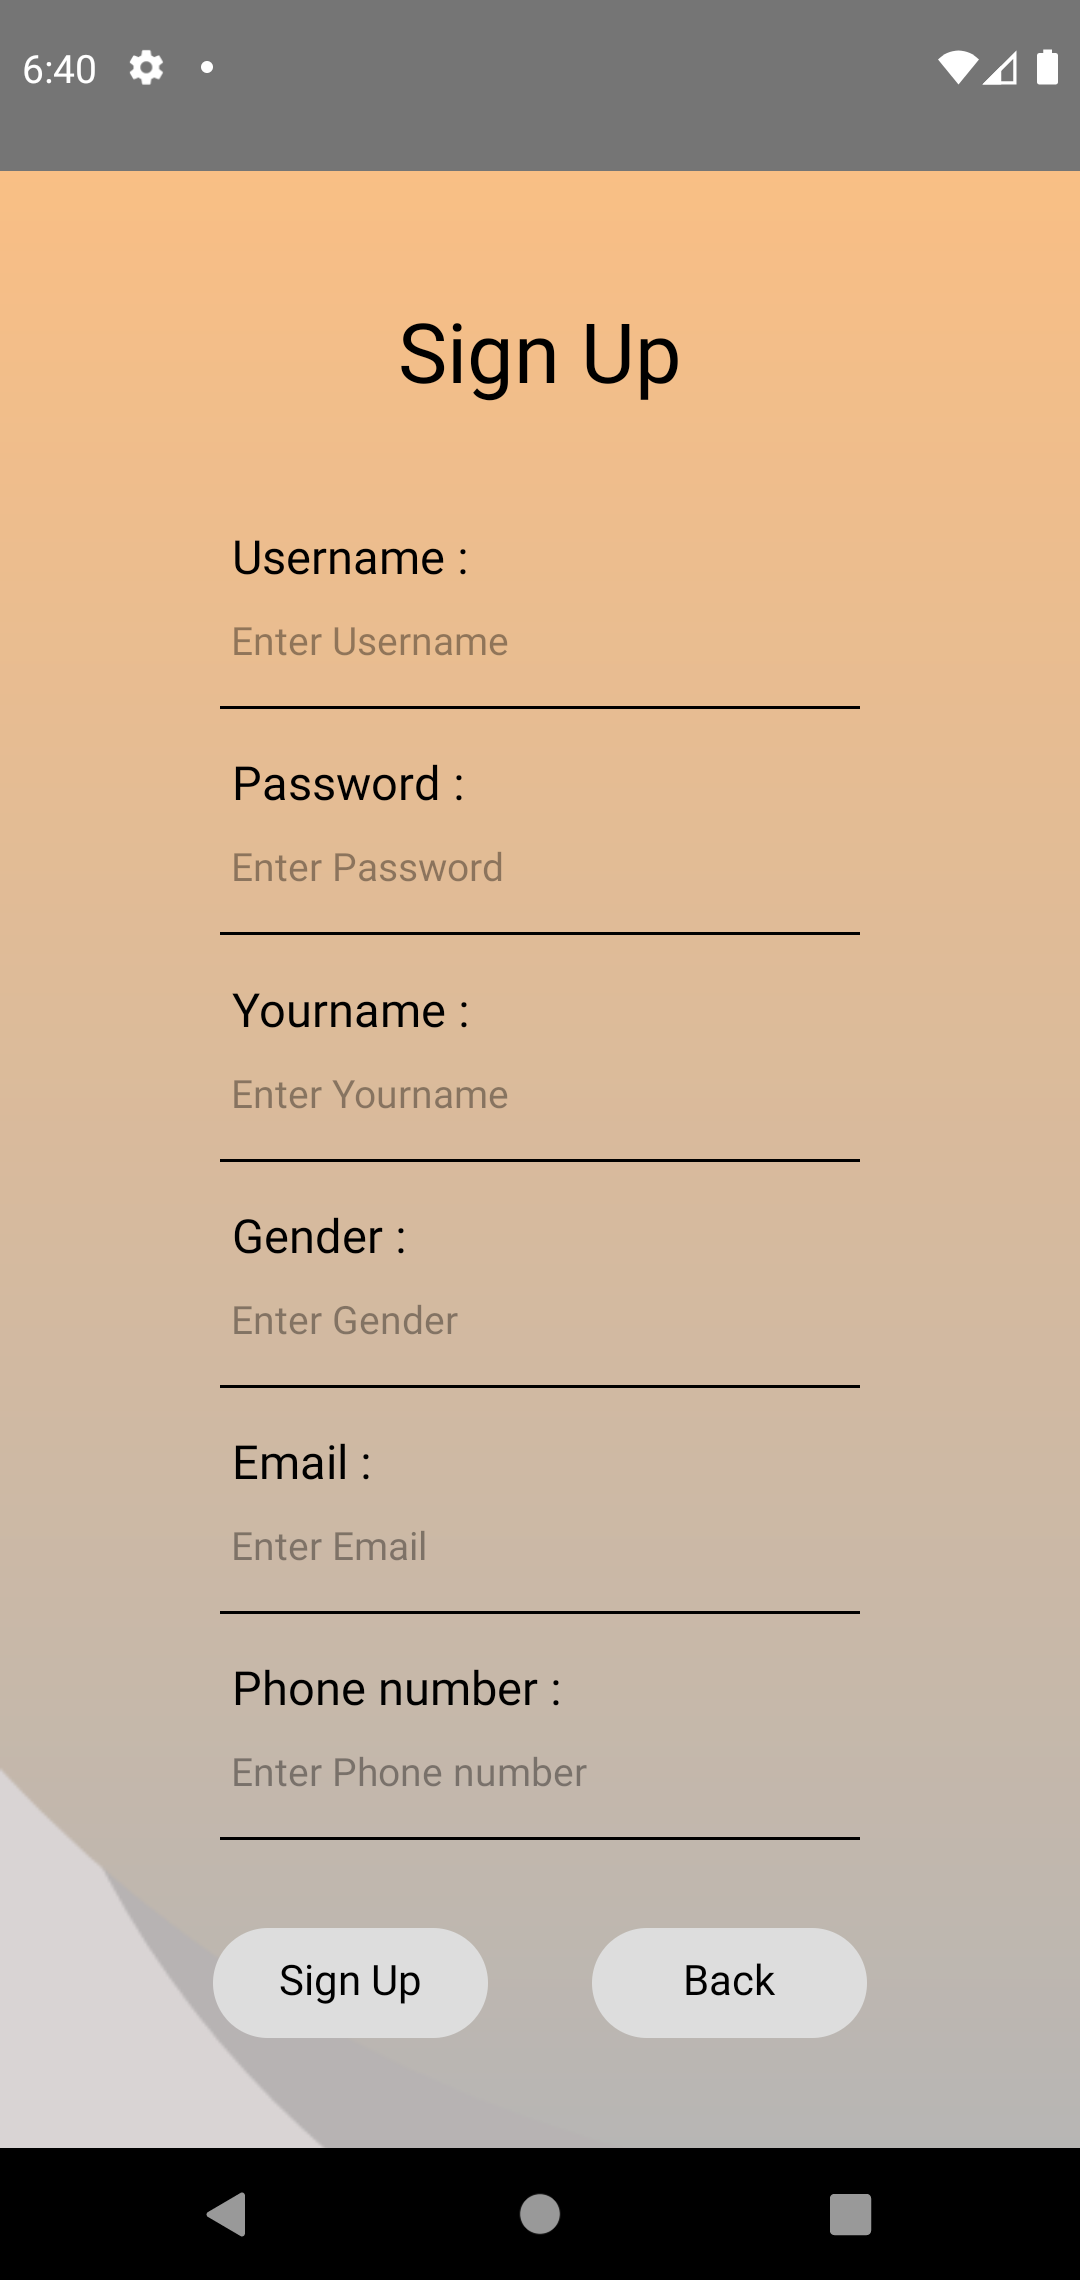 6:40
Sign Up
Username :
Enter Username
Password :
Enter Password
Yourname :
Enter Yourname
Gender :
Enter Gender
Email :
Enter Email
Phone number :
Enter Phone number
Sign Up
Back